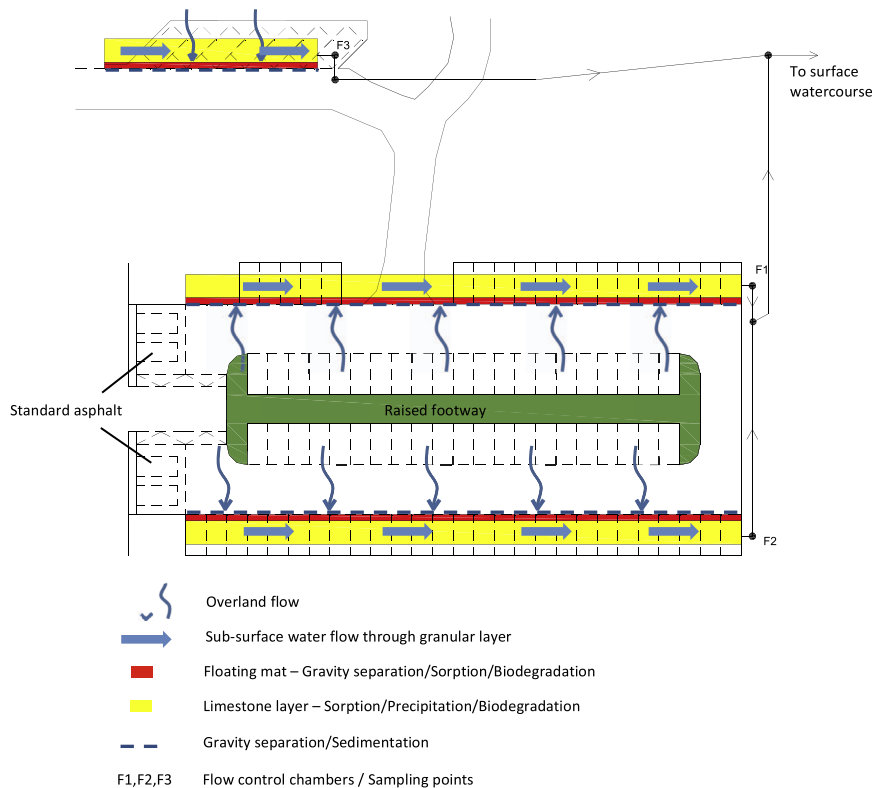 F3
To surface
watercourse
F1
Standard asphalt
Raised footway
F2
Overland flow
Sub-surface water flow through granular layer
Floating mat – Gravity separation/Sorption/Biodegradation
Limestone layer – Sorption/Precipitation/Biodegradation
Gravity separation/Sedimentation
F1,F2,F3 Flow control chambers / Sampling points